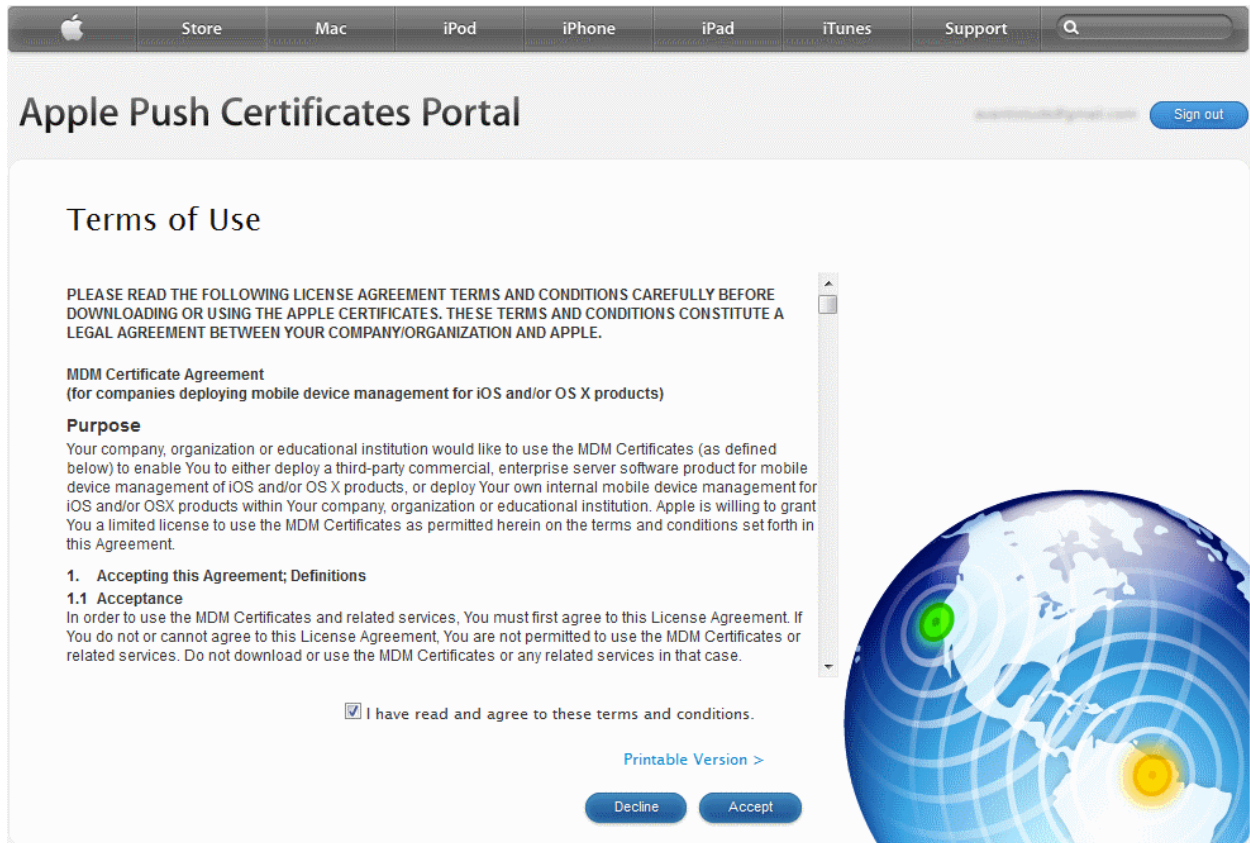 Store Mac iPod iPhone iPad iTunes Support
Apple Push Certificates Portal
Sign out
Terms of Use
PLEASE READ THE FOLLOWING LICENSE AGREEMENT TERMS AND CONDITIONS CAREFULLY BEFORE
DOWNLOADING OR USING THE APPLE CERTIFICATES. THESE TERMS AND CONDITIONS CONSTITUTE A
LEGAL AGREEMENT BETWEEN YOUR COMPANY/ORGANIZATION AND APPLE.
MDM Certificate Agreement
(for companies deploying mobile device management for iOS and/or OS X products)
Purpose
Your company, organization or educational institution would like to use the MDM Certificates (as defined
below) to enable You to either deploy a third-party commercial, enterprise server software product for mobile
device management of iOS and/or OS X products, or deploy Your own internal mobile device management for
iOS and/or OSX products within Your company, organization or educational institution. Apple is willing to grant
You a limited license to use the MDM Certificates as permitted herein on the terms and conditions set forth in
this Agreement.
1. Accepting this Agreement; Definitions
1.1 Acceptance
In order to use the MDM Certificates and related services, You must first agree to this License Agreement. If
You do not or cannot agree to this License Agreement, You are not permitted to use the MDM Certificates or
related services. Do not download or use the MDM Certificates or any related services in that case.
I have read and agree to these terms and conditions.
Printable Version >
Decline Accept